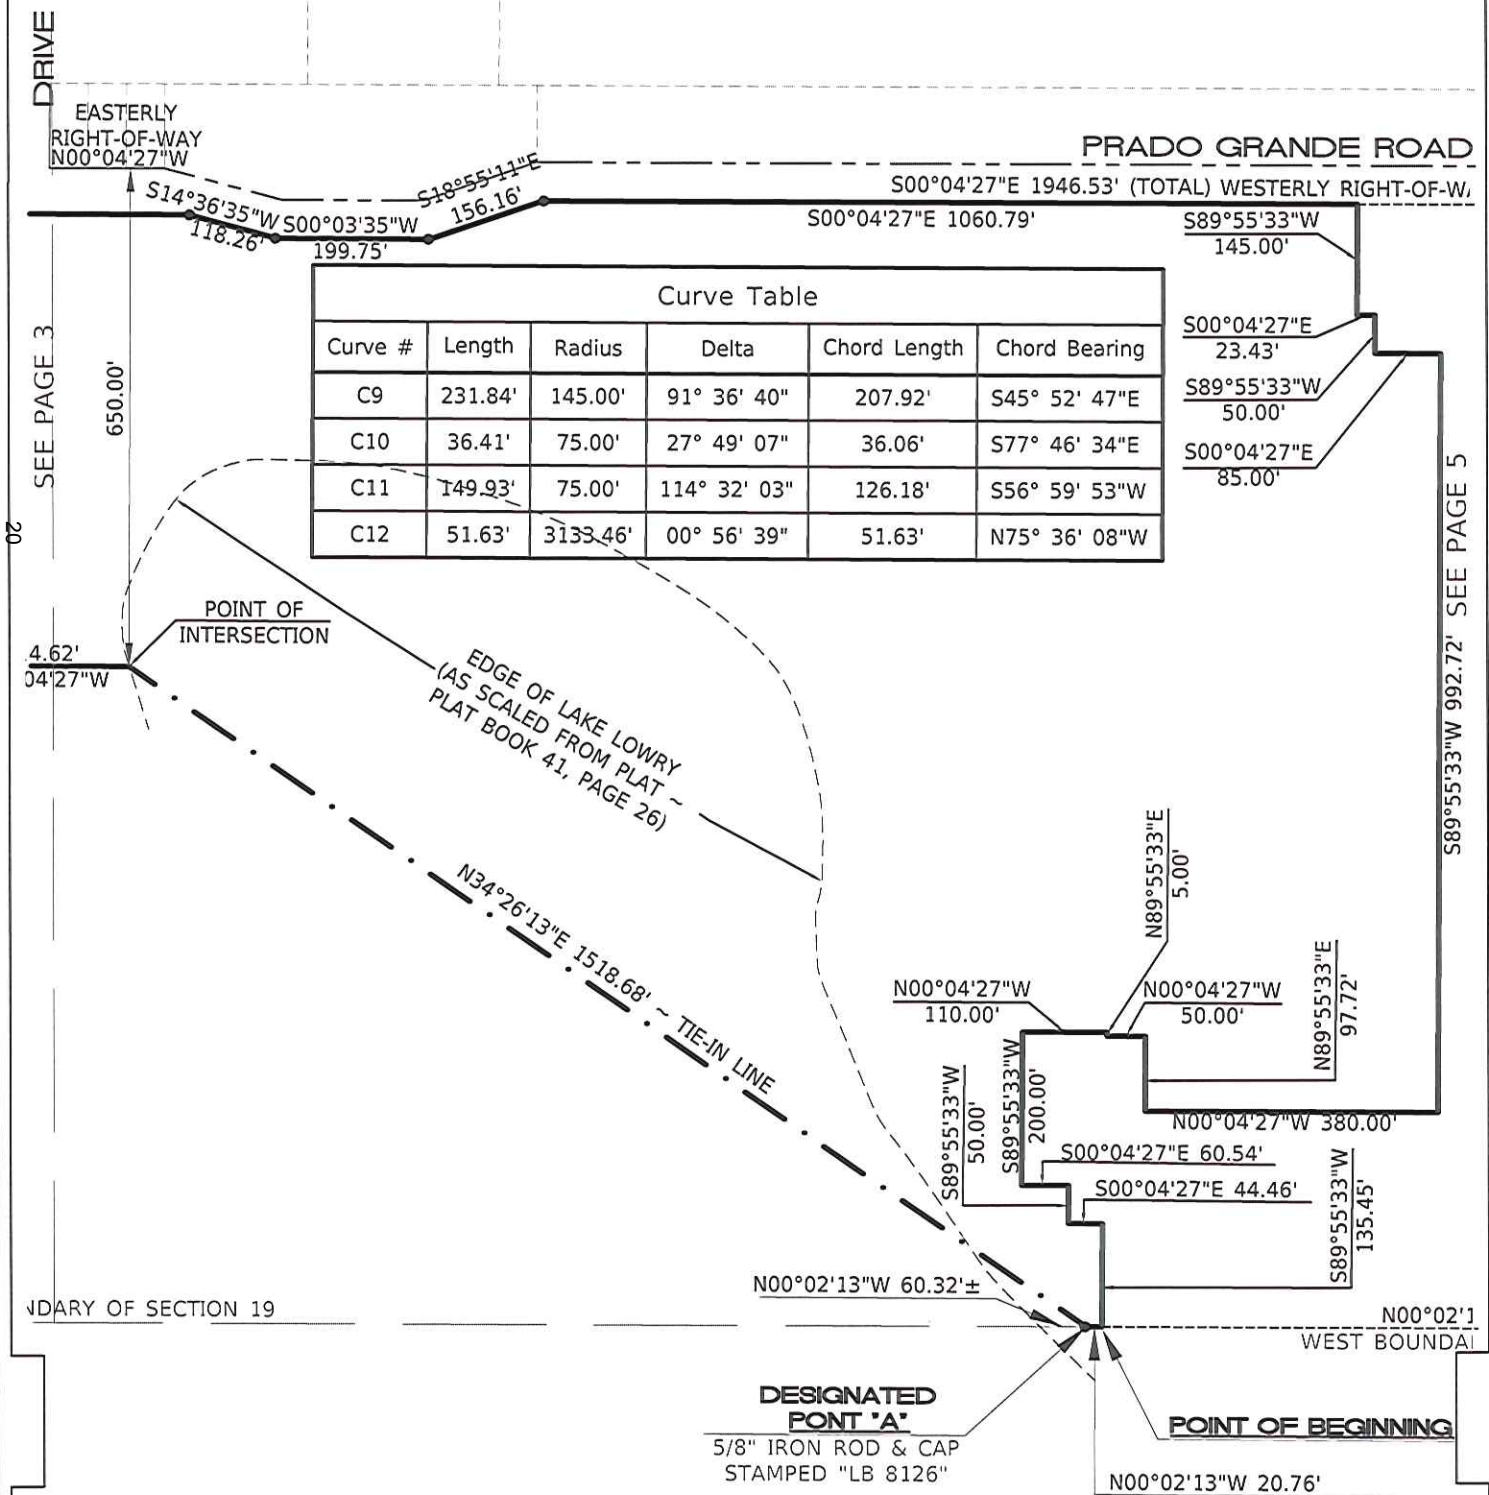 DRIVE
EASTERLY
RIGHT-OF-WAY
N00°04'27"W
PRADO GRANDE ROAD
S14°36'35"W
118.26'
S00°03'35"W
199.75'
S18°55'11"E
156.16'
S00°04'27"E 1946.53' (TOTAL) WESTERLY RIGHT-OF-WA
S00°04'27"E 1060.79'
S89°55'33"W
145.00'
S00°04'27"E
23.43'
S89°55'33"W
50.00'
S00°04'27"E
85.00'
Curve Table
Curve # Length Radius Delta Chord Length Chord Bearing
C9 231.84' 145.00' 91° 36' 40" 207.92' S45° 52' 47"E
C10 36.41' 75.00' 27° 49' 07" 36.06' S77° 46' 34"E
C11 149.93' 75.00' 114° 32' 03" 126.18' S56° 59' 53"W
C12 51.63' 3133.46' 00° 56' 39" 51.63' N75° 36' 08"W
SEE PAGE 3
650.00'
20
SEE PAGE 5
S89°55'33"W 992.72'
POINT OF
INTERSECTION
4.62'
04'27"W
EDGE OF LAKE LOWRY
(AS SCALED FROM PLAT ~
PLAT BOOK 41, PAGE 26)
N34°26'13"E 1518.68' ~ TIE-IN LINE
N89°55'33"E
5.00'
N00°04'27"W
110.00'
N00°04'27"W
50.00'
N89°55'33"E
97.72'
S89°55'33"W
50.00'
S89°55'33"W
200.00'
N00°04'27"W 380.00'
S00°04'27"E 60.54'
S00°04'27"E 44.46'
S89°55'33"W
135.45'
N00°02'13"W 60.32'±
NDARY OF SECTION 19
N00°02'1
WEST BOUNDA
DESIGNATED
PONT "A"
5/8" IRON ROD & CAP
STAMPED "LB 8126"
POINT OF BEGINNING
N00°02'13"W 20.76'